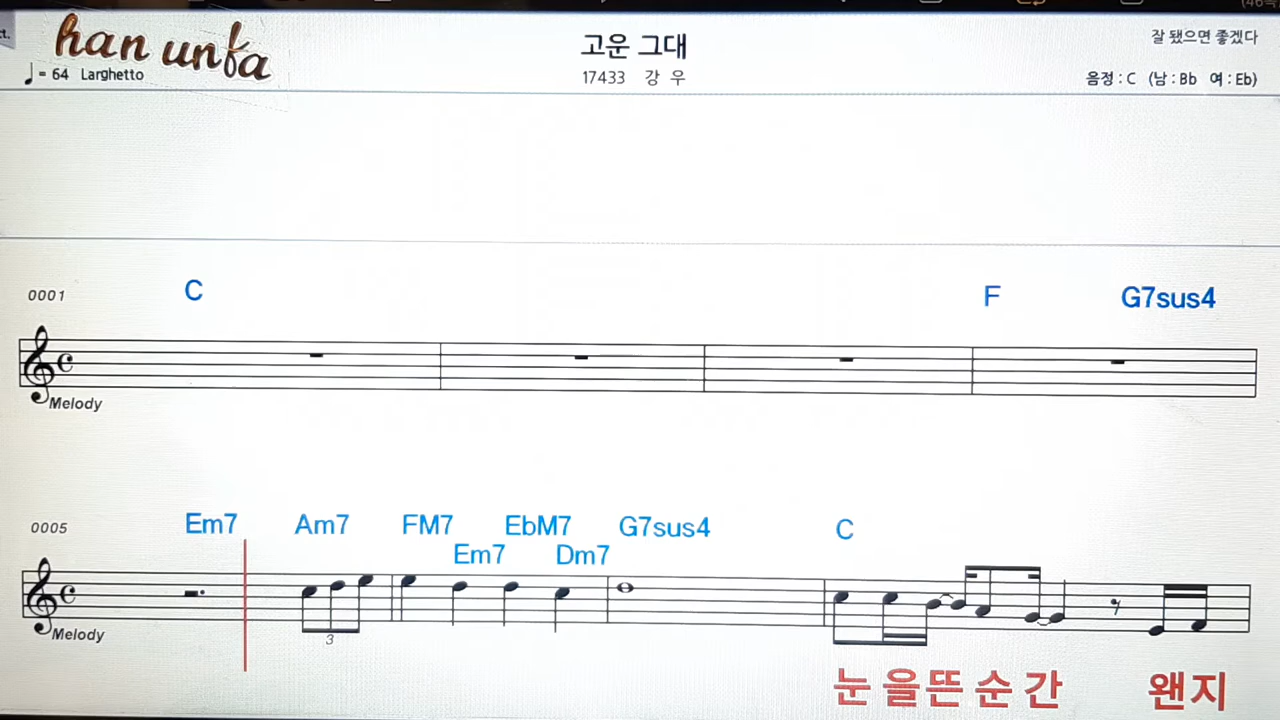 ct.
han unfa
고운 그대
잘 됐으면 좋겠다
♩= 64 Larghetto
17433 강 우
음정 : C (남 : Bb 여 : Eb)
0001 C F G7sus4
Melody
0005 Em7 Am7 FM7 EbM7 G7sus4 C
Em7 Dm7
Melody
3
눈 을뜬 순 간 왠지